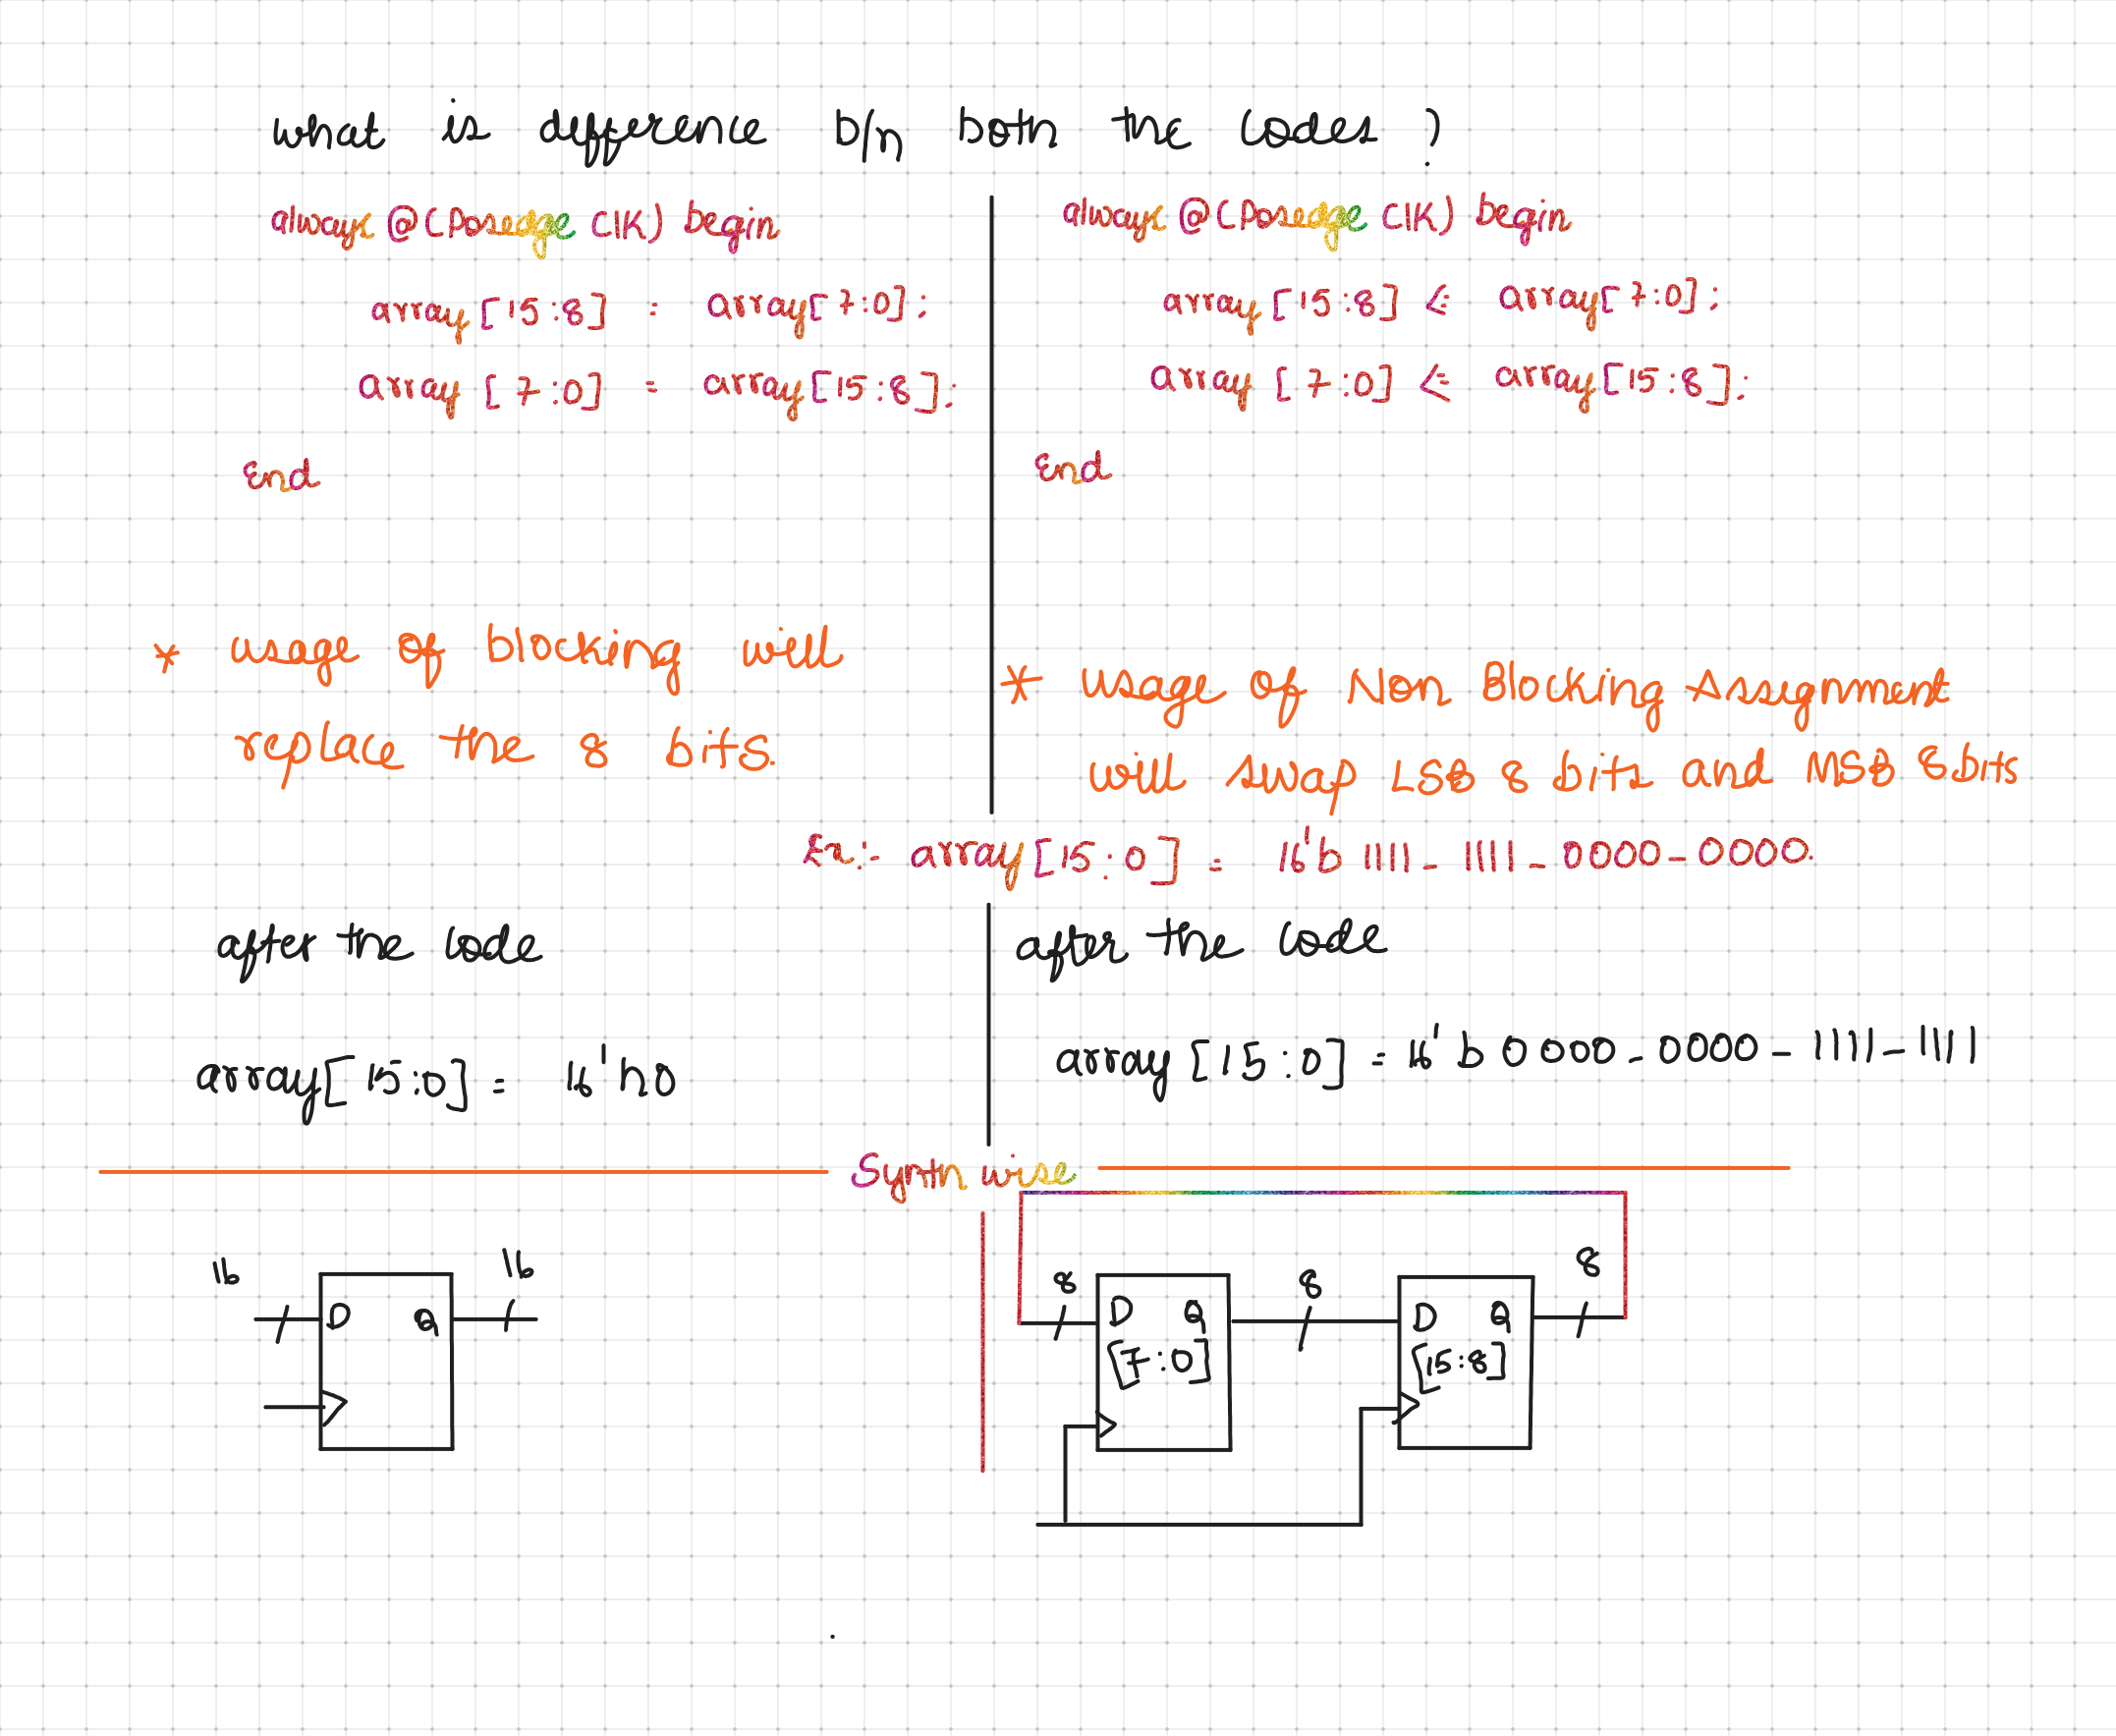 what is difference b/n both the codes ?
always @(posedge clk) begin
array [15:8] = array[7:0];
array [7:0] = array[15:8];
End
always @(posedge clk) begin
array [15:8] <= array[7:0];
array [7:0] <= array[15:8];
End
* usage of blocking will
replace the 8 bits.
* usage of Non Blocking Assignment
will swap LSB 8 bits and MSB 8 bits
Ex:- array[15:0] = 16'b 1111_1111_0000_0000.
after the code
array[15:0] = 16'h0
after the code
array [15:0] = 16'b 0000_0000_1111_1111
Synth wise
16 16
D Q
8 8 8
D Q
[7:0]
D Q
[15:8]